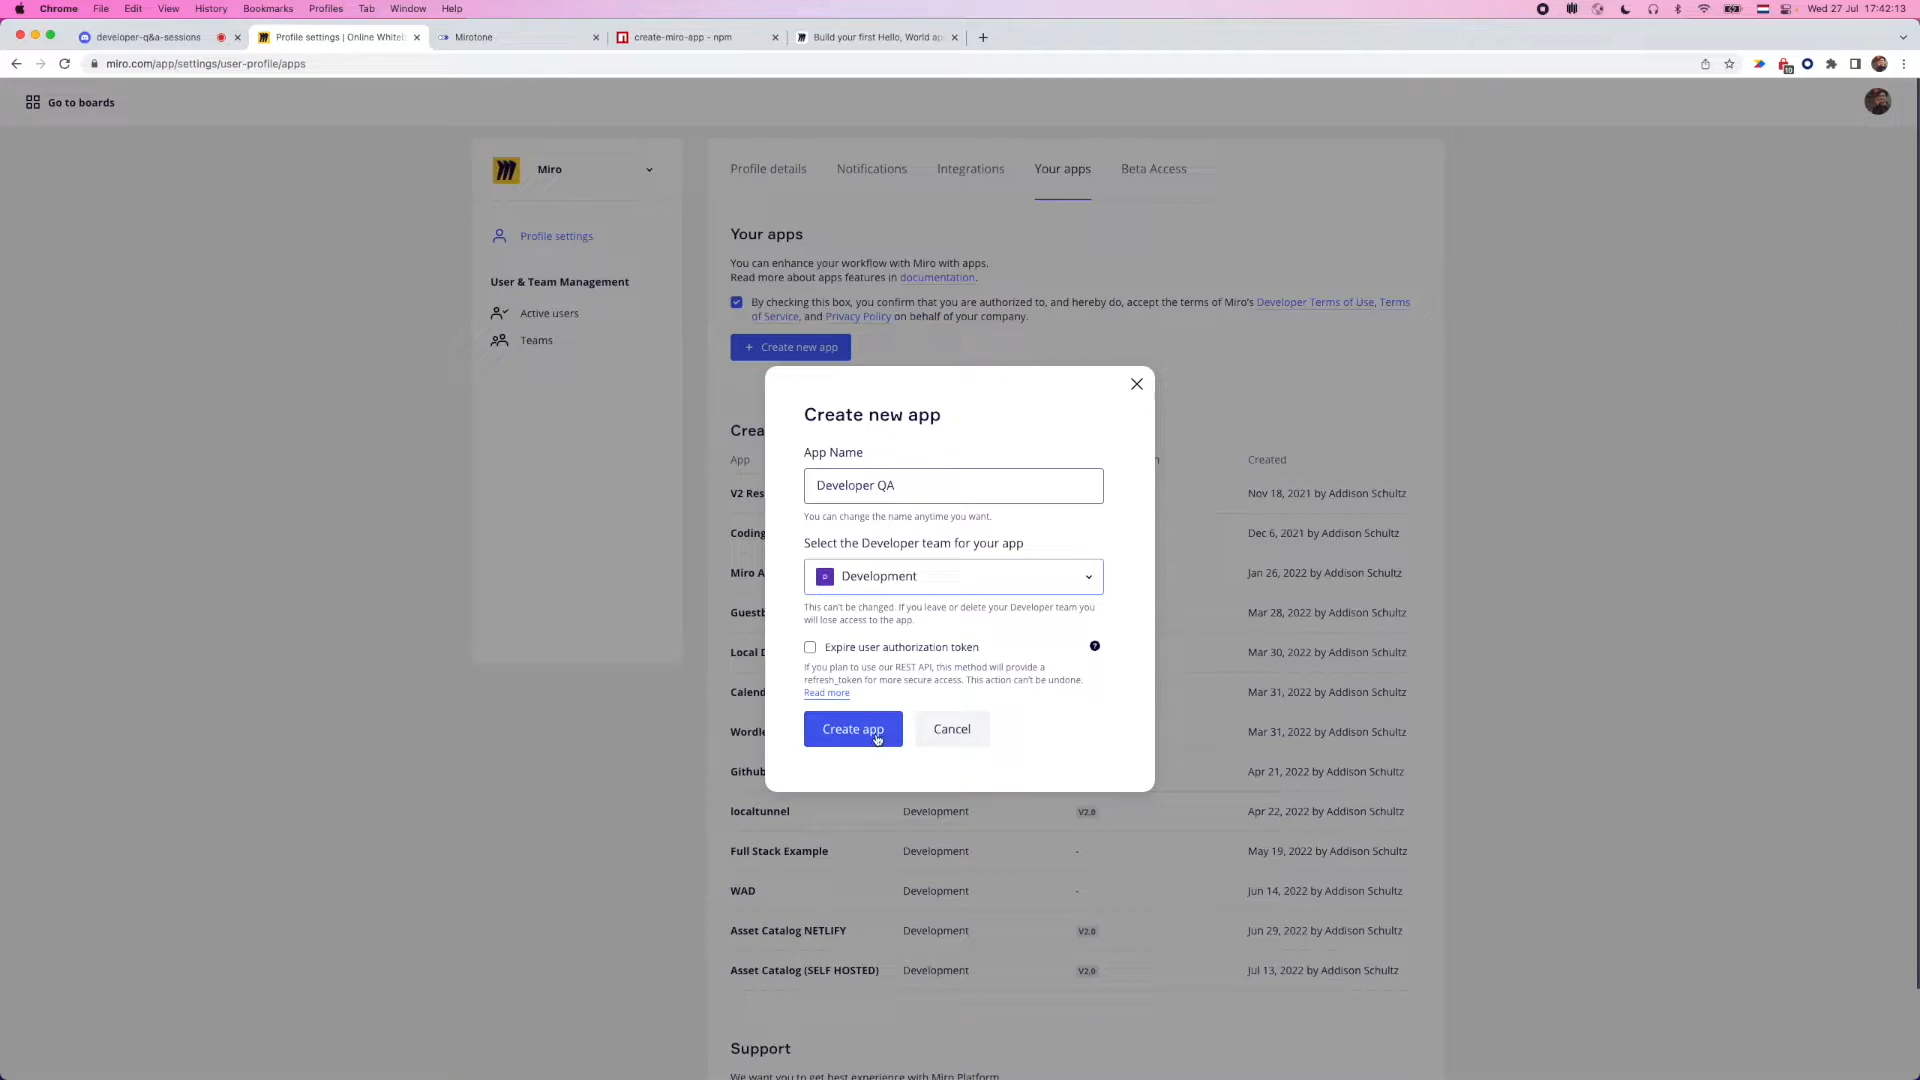 Chrome File Edit View History Bookmarks Profiles Tab Window Help Wed 27 Jul 17:42:13
developer-q&a-sessions Profile settings | Online White Mirotone create-miro-app - npm Build your first Hello, World ap
miro.com/app/settings/user-profile/apps
Go to boards
Miro
Profile settings
User & Team Management
Active users
Teams
Profile details Notifications Integrations Your apps Beta Access
Your apps
You can enhance your workflow with Miro with apps.
Read more about apps features in documentation.
By checking this box, you confirm that you are authorized to, and hereby do, accept the terms of Miro's Developer Terms of Use, Terms
of Service, and Privacy Policy on behalf of your company.
+ Create new app
Create new app
App Name
Developer QA
You can change the name anytime you want.
Select the Developer team for your app
D Development
This can't be changed. If you leave or delete your Developer team you
will lose access to the app.
Expire user authorization token ?
If you plan to use our REST API, this method will provide a
refresh_token for more secure access. This action can't be undone.
Read more
Create app Cancel
Crea
App Created
V2 Res Nov 18, 2021 by Addison Schultz
Coding Dec 6, 2021 by Addison Schultz
Miro A Jan 26, 2022 by Addison Schultz
Guestb Mar 28, 2022 by Addison Schultz
Local D Mar 30, 2022 by Addison Schultz
Calend Mar 31, 2022 by Addison Schultz
Wordle Mar 31, 2022 by Addison Schultz
Github Apr 21, 2022 by Addison Schultz
localtunnel Development V2.0 Apr 22, 2022 by Addison Schultz
Full Stack Example Development - May 19, 2022 by Addison Schultz
WAD Development - Jun 14, 2022 by Addison Schultz
Asset Catalog NETLIFY Development V2.0 Jun 29, 2022 by Addison Schultz
Asset Catalog (SELF HOSTED) Development V2.0 Jul 13, 2022 by Addison Schultz
Support
We want you to get best experience with Miro Platform